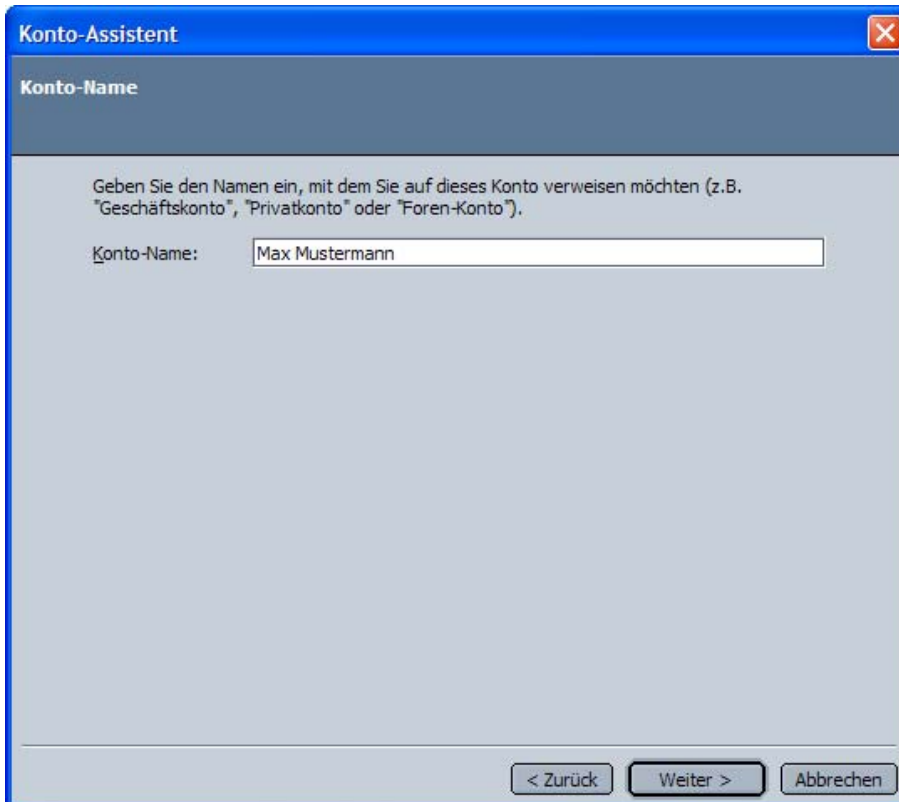 Konto-Assistent
Konto-Name
Geben Sie den Namen ein, mit dem Sie auf dieses Konto verweisen möchten (z.B.
"Geschäftskonto", "Privatkonto" oder "Foren-Konto").
Konto-Name: Max Mustermann
< Zurück Weiter > Abbrechen